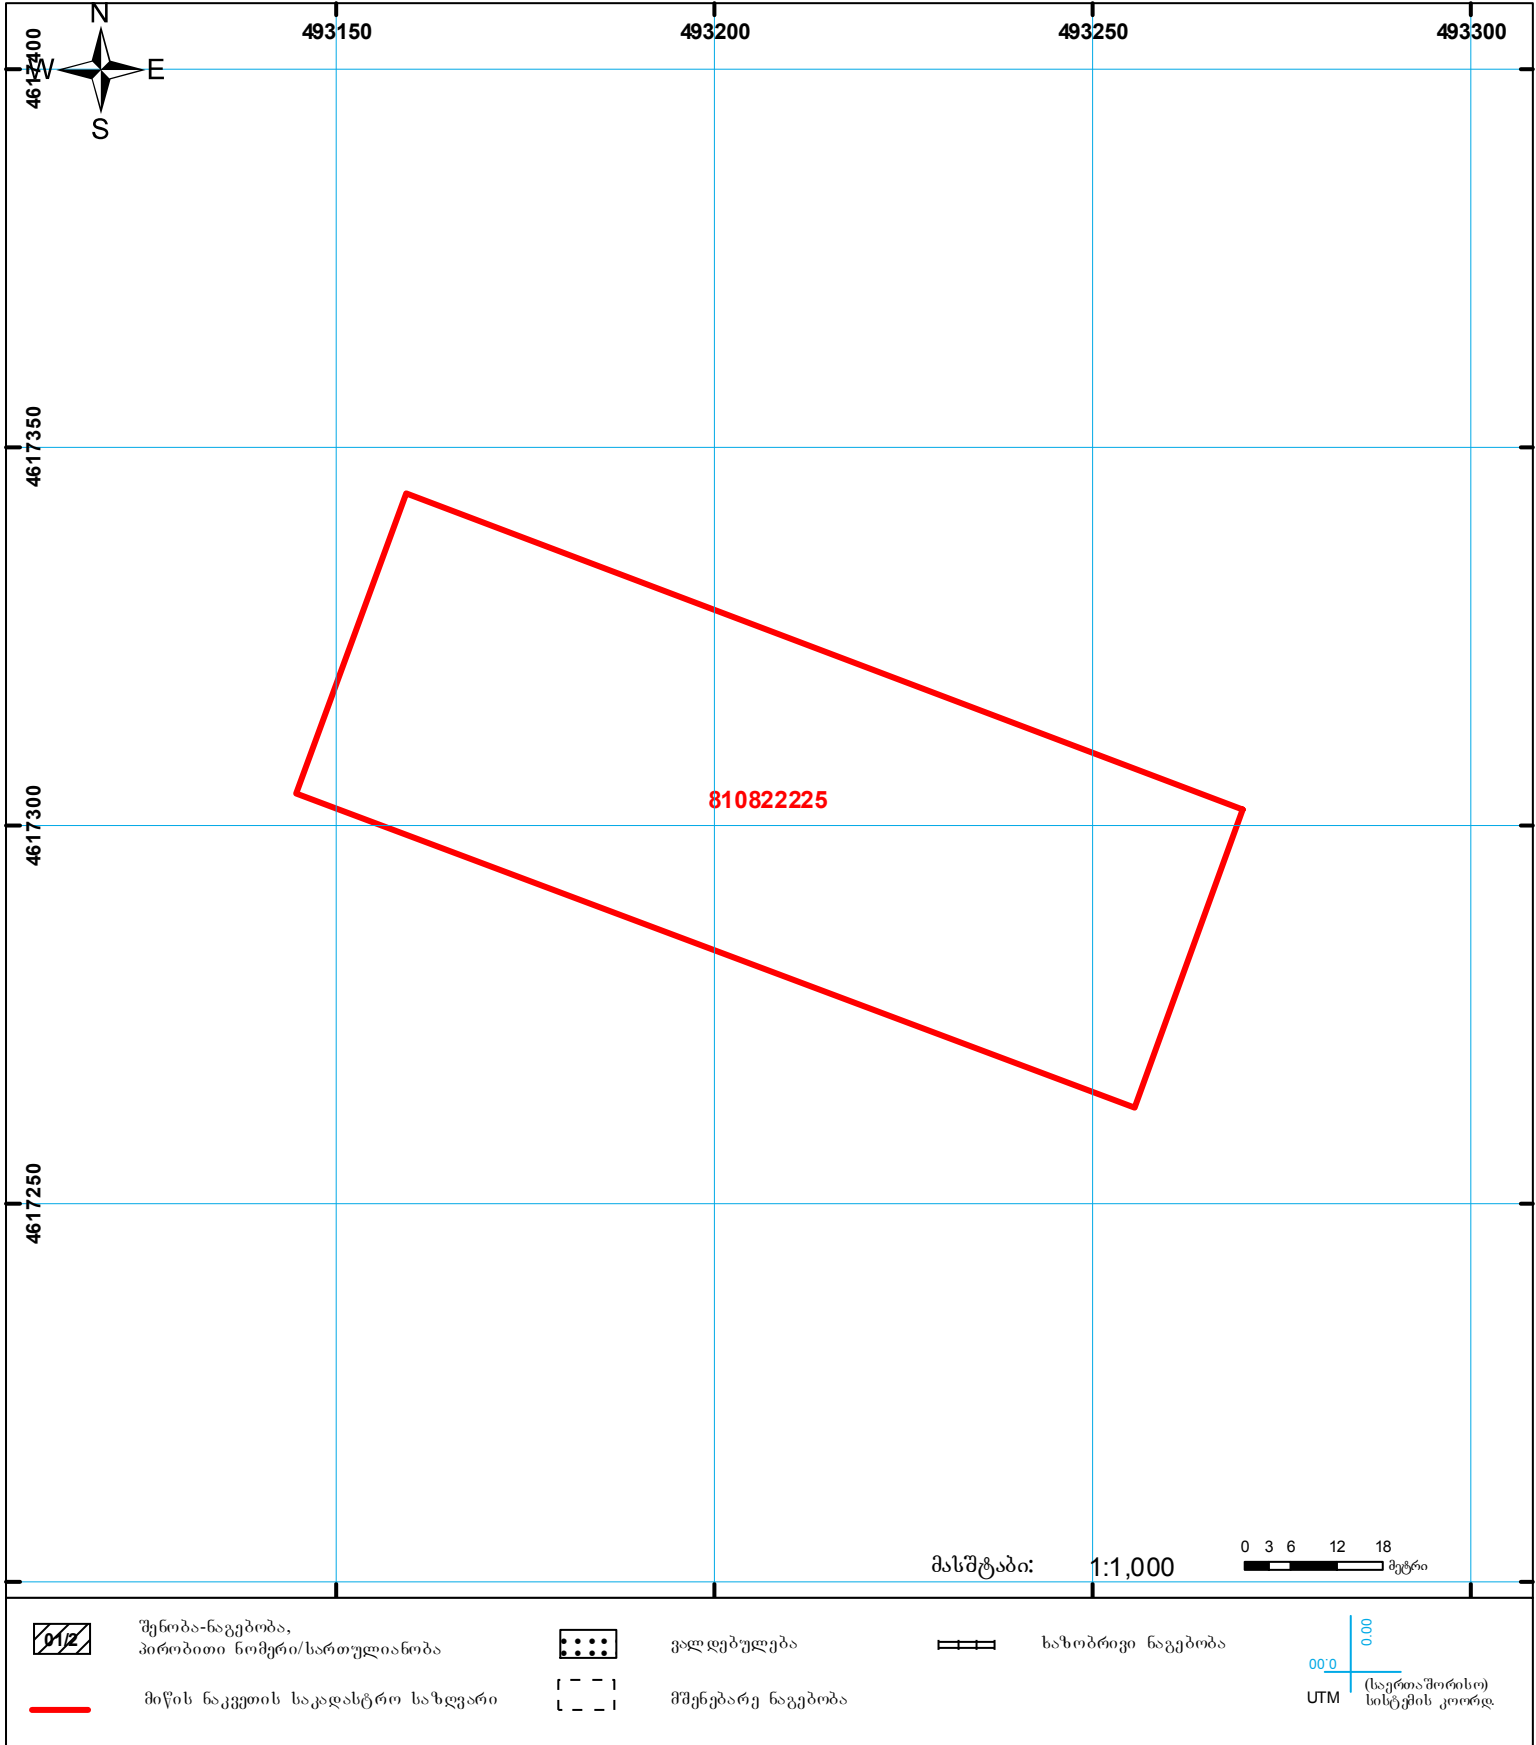 N
493150 493200 493250 493300
4617400
W E
S
4617350
810822225
4617300
4617250
მასშტაბი: 1:1,000
0 3 6 12 18
მეტრი
01/2
შენობა-ნაგებობა,
პირობითი ნომერი/სართულიანობა
ვალდებულება
ხაზობრივი ნაგებობა
მიწის ნაკვეთის საკადასტრო საზღვარი
მშენებარე ნაგებობა
0.00
0.00
UTM
(საერთაშორისო)
სისტემის კოორდ.